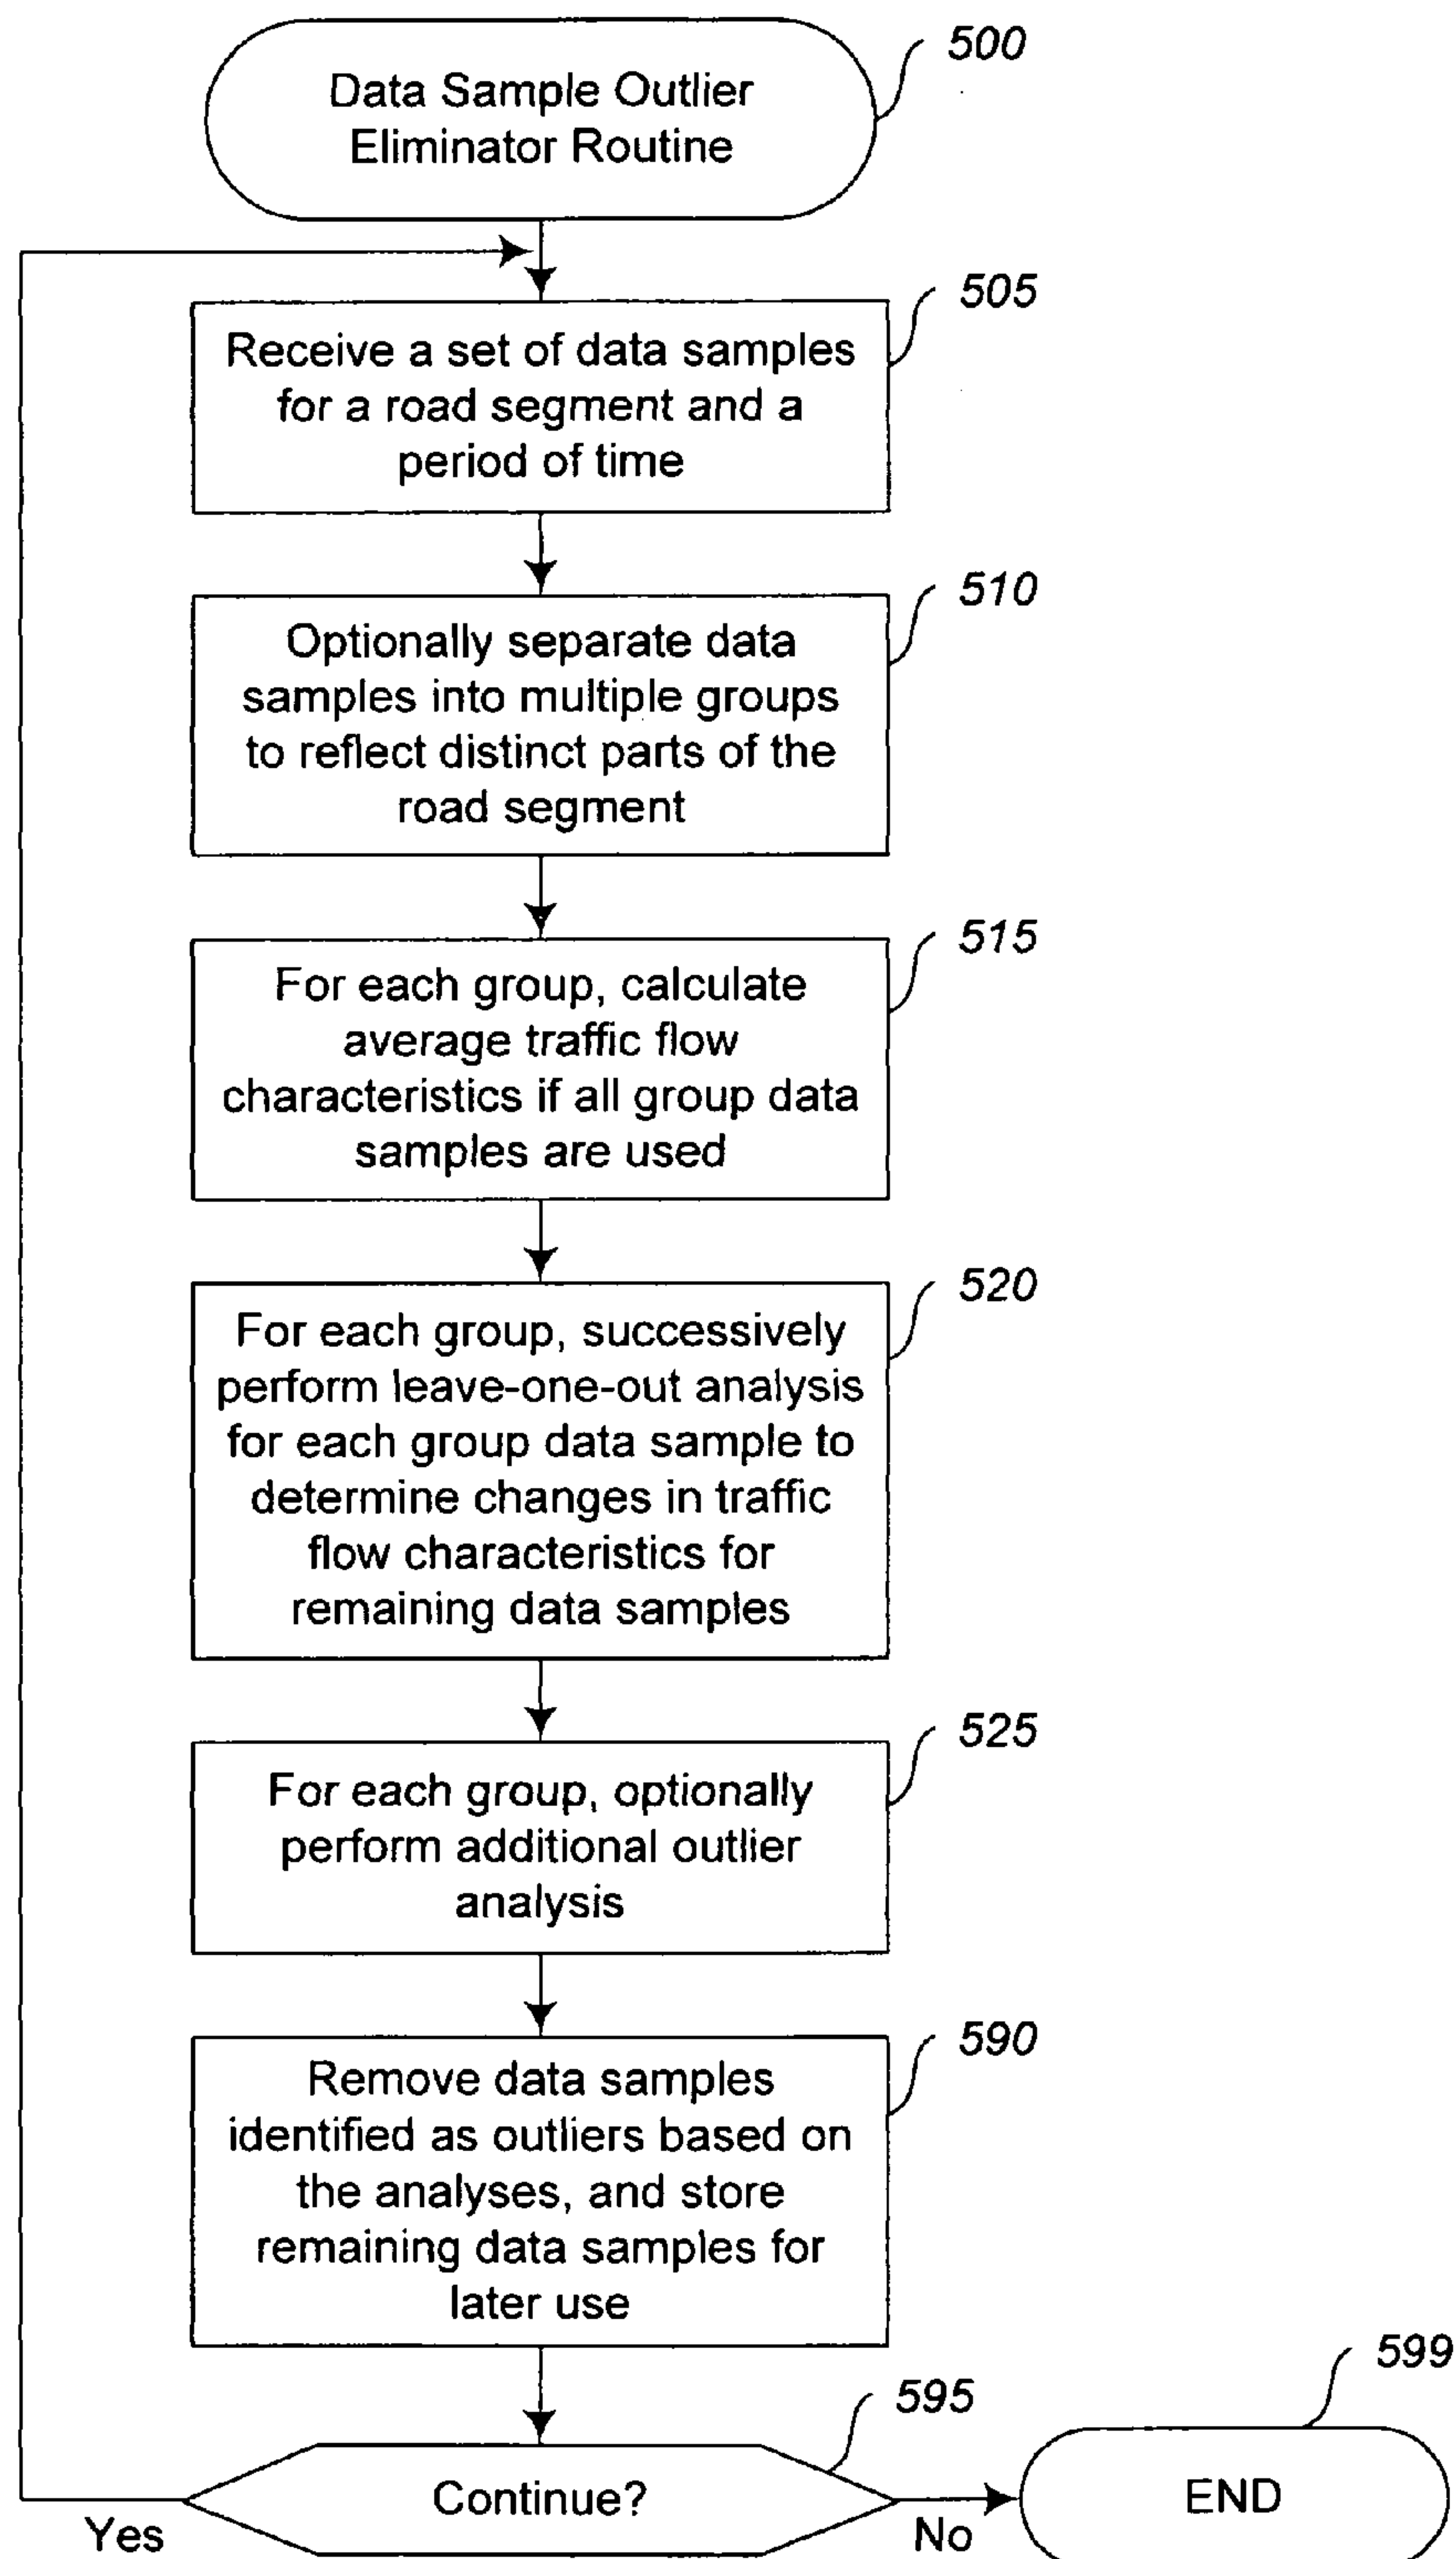 500
Data Sample Outlier
Eliminator Routine
505
Receive a set of data samples
for a road segment and a
period of time
510
Optionally separate data
samples into multiple groups
to reflect distinct parts of the
road segment
515
For each group, calculate
average traffic flow
characteristics if all group data
samples are used
520
For each group, successively
perform leave-one-out analysis
for each group data sample to
determine changes in traffic
flow characteristics for
remaining data samples
525
For each group, optionally
perform additional outlier
analysis
590
Remove data samples
identified as outliers based on
the analyses, and store
remaining data samples for
later use
599
595
Continue?
END
Yes
No